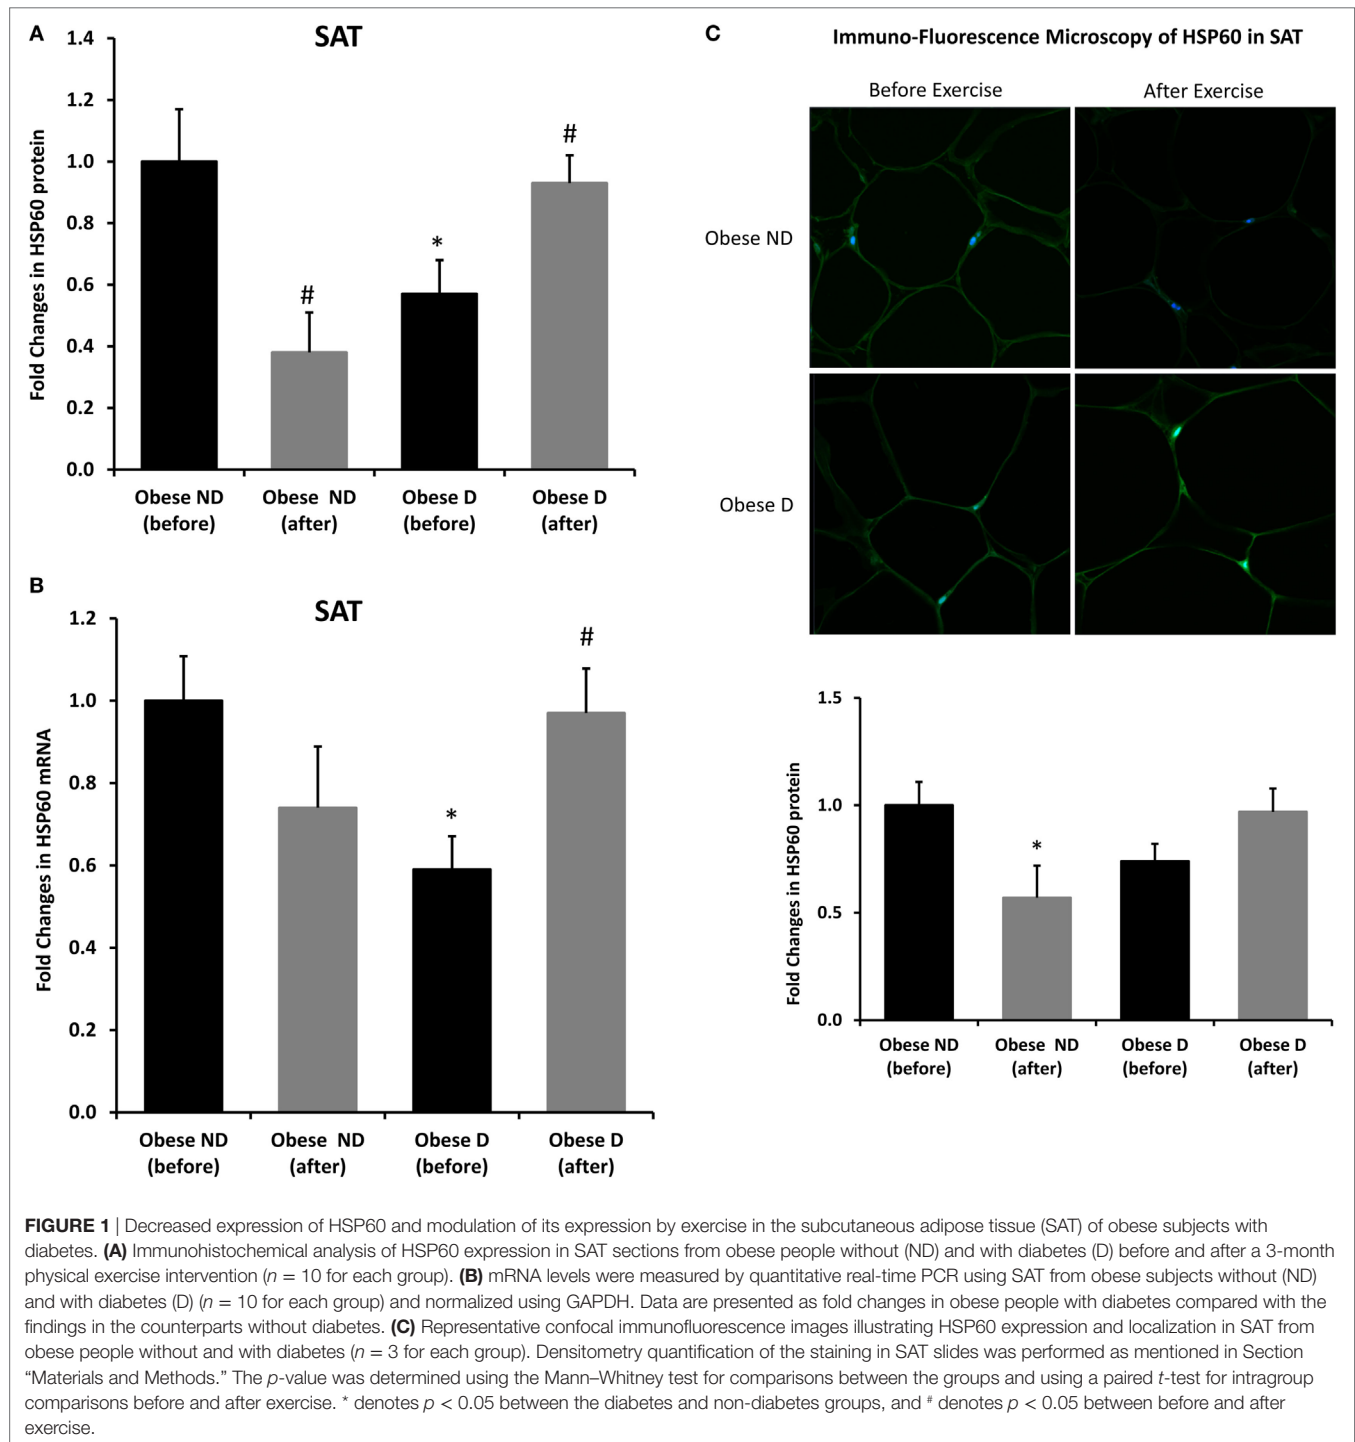 A
SAT
Fold Changes in HSP60 protein
1.4
1.2
1.0
0.8
0.6
0.4
0.2
0.0
#
*
#
Obese ND
(before)
Obese ND
(after)
Obese D
(before)
Obese D
(after)
B
SAT
Fold Changes in HSP60 mRNA
1.2
1.0
0.8
0.6
0.4
0.2
0.0
*
#
Obese ND
(before)
Obese ND
(after)
Obese D
(before)
Obese D
(after)
C
Immuno-Fluorescence Microscopy of HSP60 in SAT
Before Exercise
After Exercise
Obese ND
Obese D
Fold Changes in HSP60 protein
1.5
1.0
0.5
0.0
*
Obese ND
(before)
Obese ND
(after)
Obese D
(before)
Obese D
(after)
FIGURE 1 | Decreased expression of HSP60 and modulation of its expression by exercise in the subcutaneous adipose tissue (SAT) of obese subjects with
diabetes. (A) Immunohistochemical analysis of HSP60 expression in SAT sections from obese people without (ND) and with diabetes (D) before and after a 3-month
physical exercise intervention (n = 10 for each group). (B) mRNA levels were measured by quantitative real-time PCR using SAT from obese subjects without (ND)
and with diabetes (D) (n = 10 for each group) and normalized using GAPDH. Data are presented as fold changes in obese people with diabetes compared with the
findings in the counterparts without diabetes. (C) Representative confocal immunofluorescence images illustrating HSP60 expression and localization in SAT from
obese people without and with diabetes (n = 3 for each group). Densitometry quantification of the staining in SAT slides was performed as mentioned in Section
“Materials and Methods.” The p-value was determined using the Mann–Whitney test for comparisons between the groups and using a paired t-test for intragroup
comparisons before and after exercise. * denotes p < 0.05 between the diabetes and non-diabetes groups, and # denotes p < 0.05 between before and after
exercise.